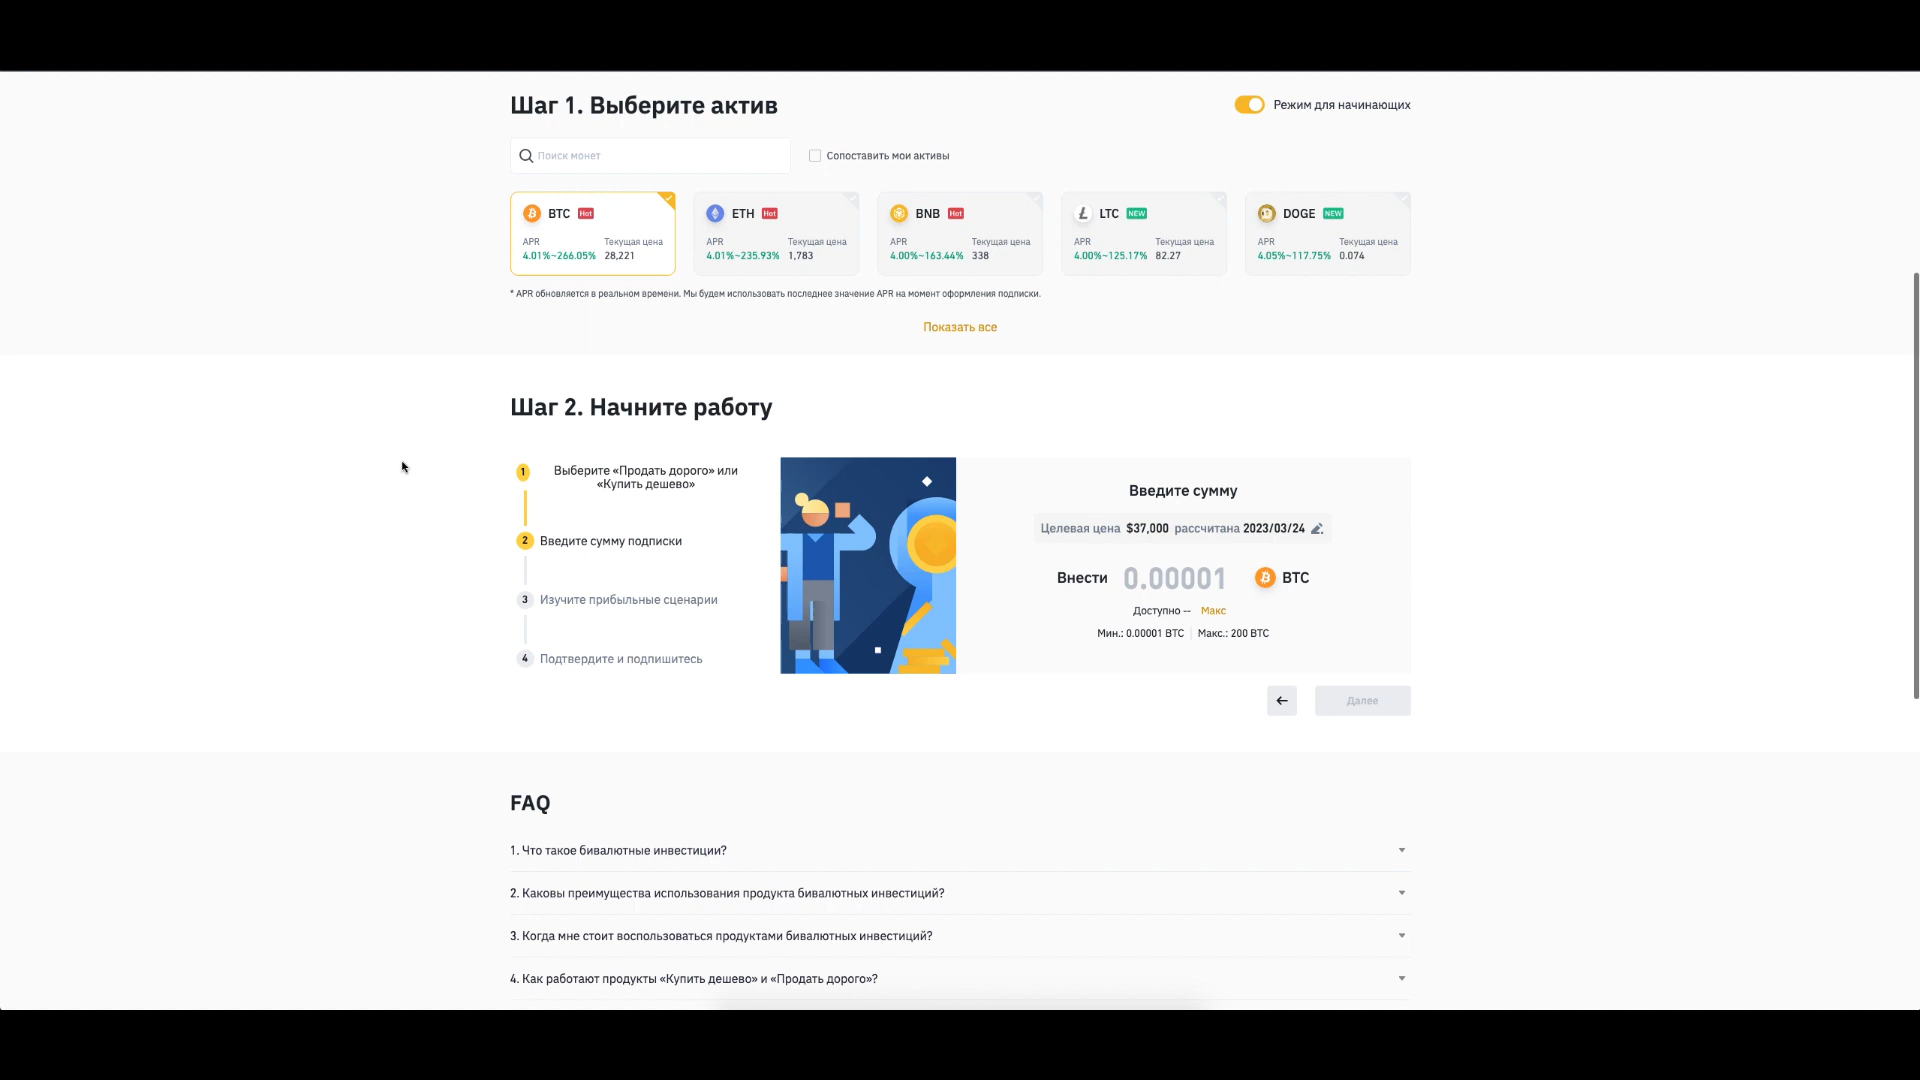 Шаг 1. Выберите актив
Режим для начинающих
Поиск монет
Сопоставить мои активы
BTC Hot
APR Текущая цена
4.01%~266.05% 28,221
ETH Hot
APR Текущая цена
4.01%~235.93% 1,783
BNB Hot
APR Текущая цена
4.00%~163.44% 338
LTC NEW
APR Текущая цена
4.00%~125.17% 82.27
DOGE NEW
APR Текущая цена
4.05%~117.75% 0.074
* APR обновляется в реальном времени. Мы будем использовать последнее значение APR на момент оформления подписки.
Показать все
Шаг 2. Начните работу
1 Выберите «Продать дорого» или
«Купить дешево»
2 Введите сумму подписки
3 Изучите прибыльные сценарии
4 Подтвердите и подпишитесь
Введите сумму
Целевая цена $37,000 рассчитана 2023/03/24
Внести 0.00001 BTC
Доступно -- Макс
Мин.: 0.00001 BTC Макс.: 200 BTC
Далее
FAQ
1. Что такое бивалютные инвестиции?
2. Каковы преимущества использования продукта бивалютных инвестиций?
3. Когда мне стоит воспользоваться продуктами бивалютных инвестиций?
4. Как работают продукты «Купить дешево» и «Продать дорого»?